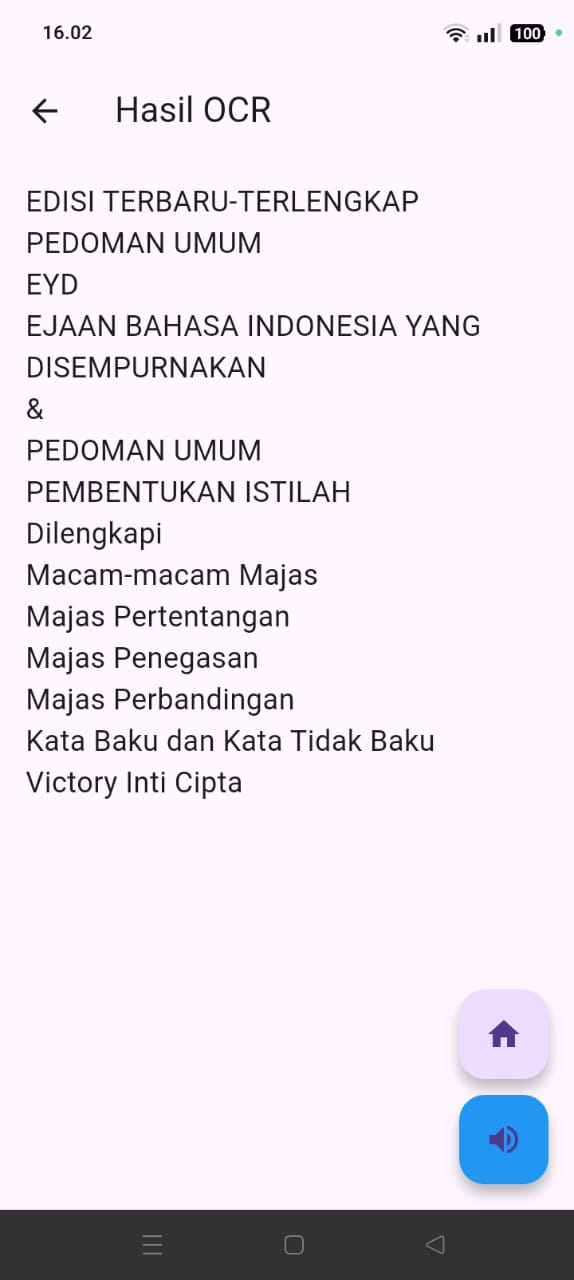 16.02
100
Hasil OCR
EDISI TERBARU-TERLENGKAP
PEDOMAN UMUM
EYD
EJAAN BAHASA INDONESIA YANG
DISEMPURNAKAN
&
PEDOMAN UMUM
PEMBENTUKAN ISTILAH
Dilengkapi
Macam-macam Majas
Majas Pertentangan
Majas Penegasan
Majas Perbandingan
Kata Baku dan Kata Tidak Baku
Victory Inti Cipta